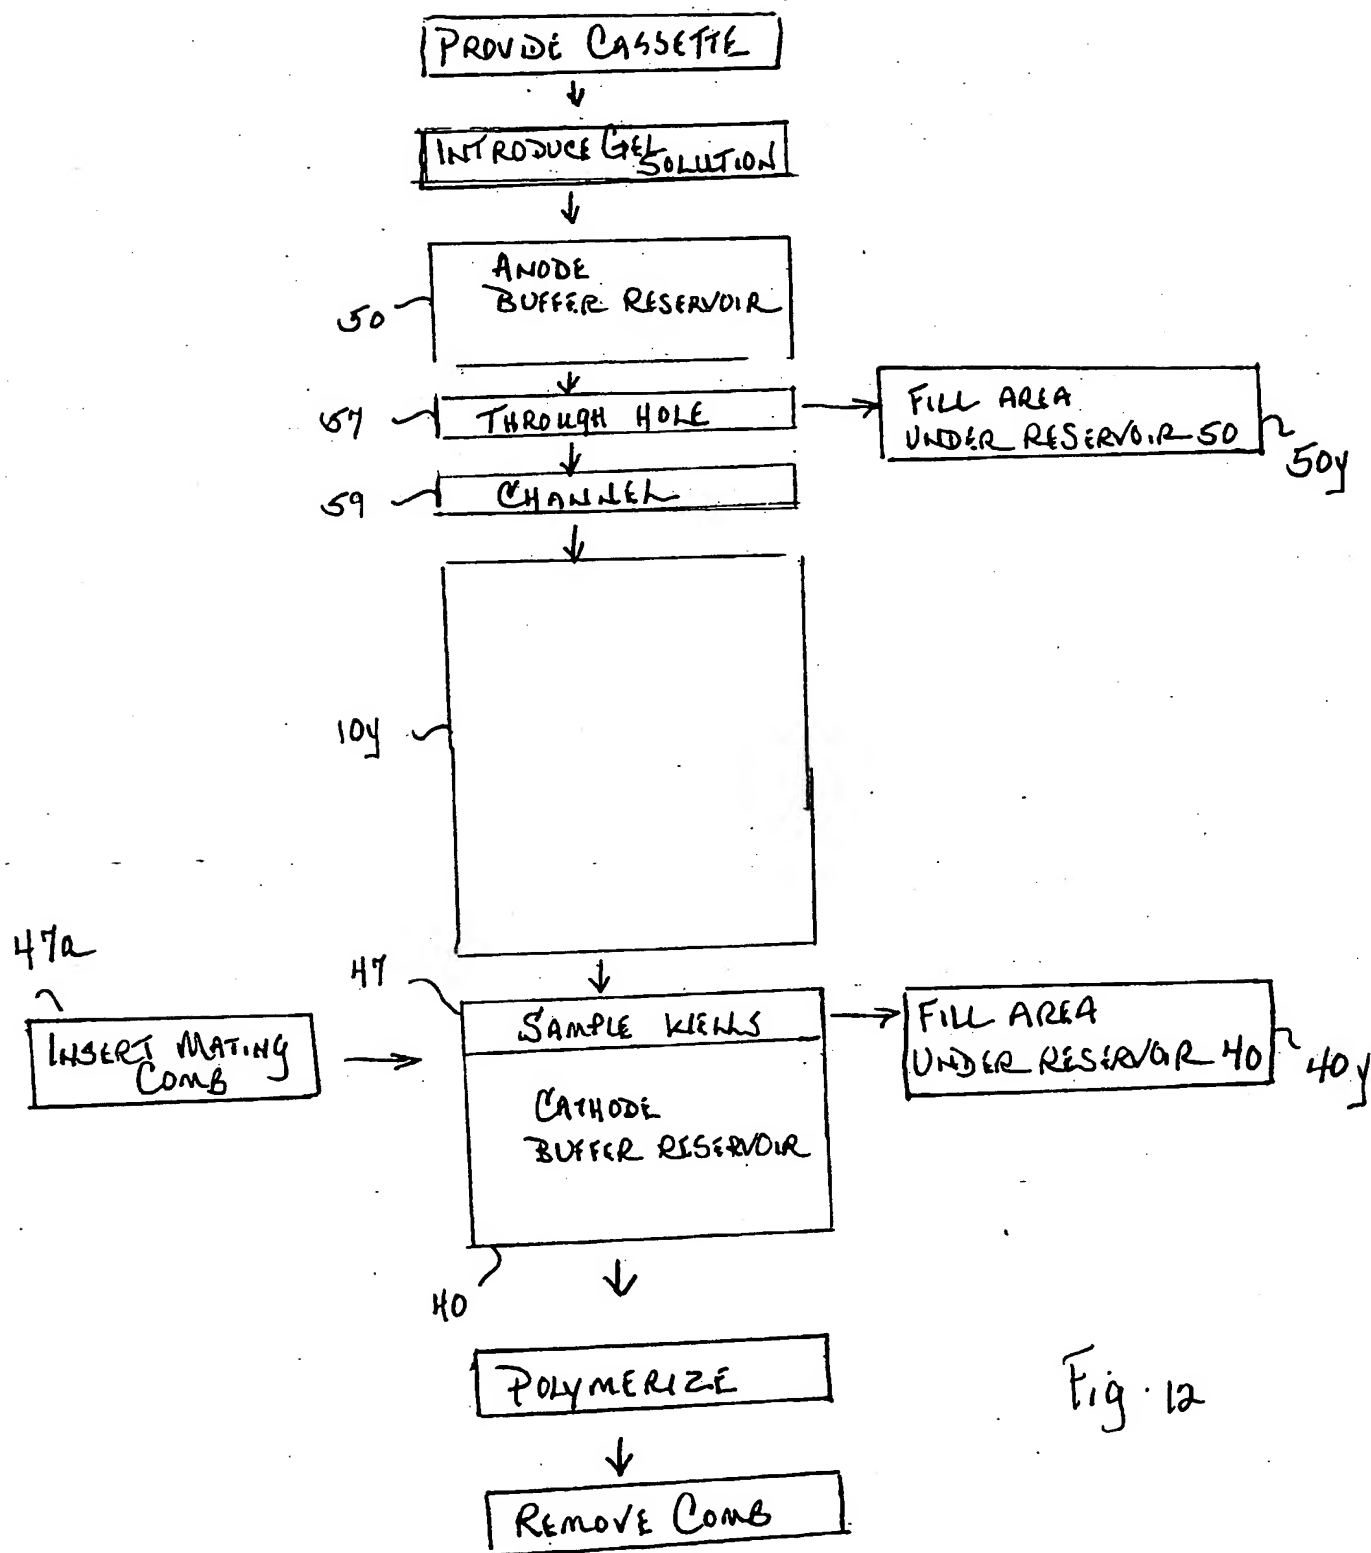 PROVIDE CASSETTE
INTRODUCE GEL
SOLUTION
ANODE
BUFFER RESERVOIR
50
57
THROUGH HOLE
FILL AREA
UNDER RESERVOIR 50
50y
59
CHANNEL
10y
47a
47
INSERT MATING
COMB
SAMPLE WELLS
FILL AREA
UNDER RESERVOIR 40
40y
CATHODE
BUFFER RESERVOIR
40
POLYMERIZE
Fig. 12
REMOVE COMB